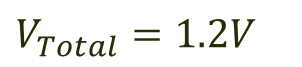 V_Total = 1.2V